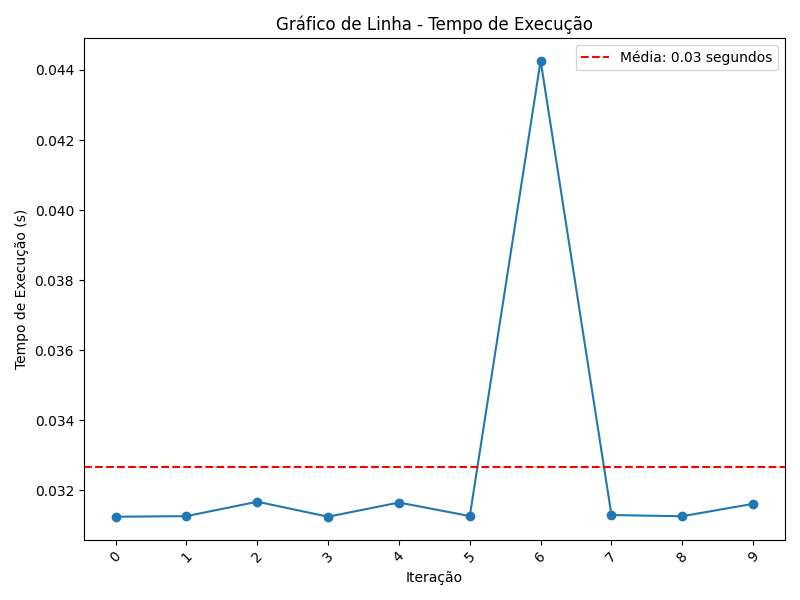 Gráfico de Linha - Tempo de Execução
Média: 0.03 segundos
Tempo de Execução (s)
0.044
0.042
0.040
0.038
0.036
0.034
0.032
0 1 2 3 4 5 6 7 8 9
Iteração